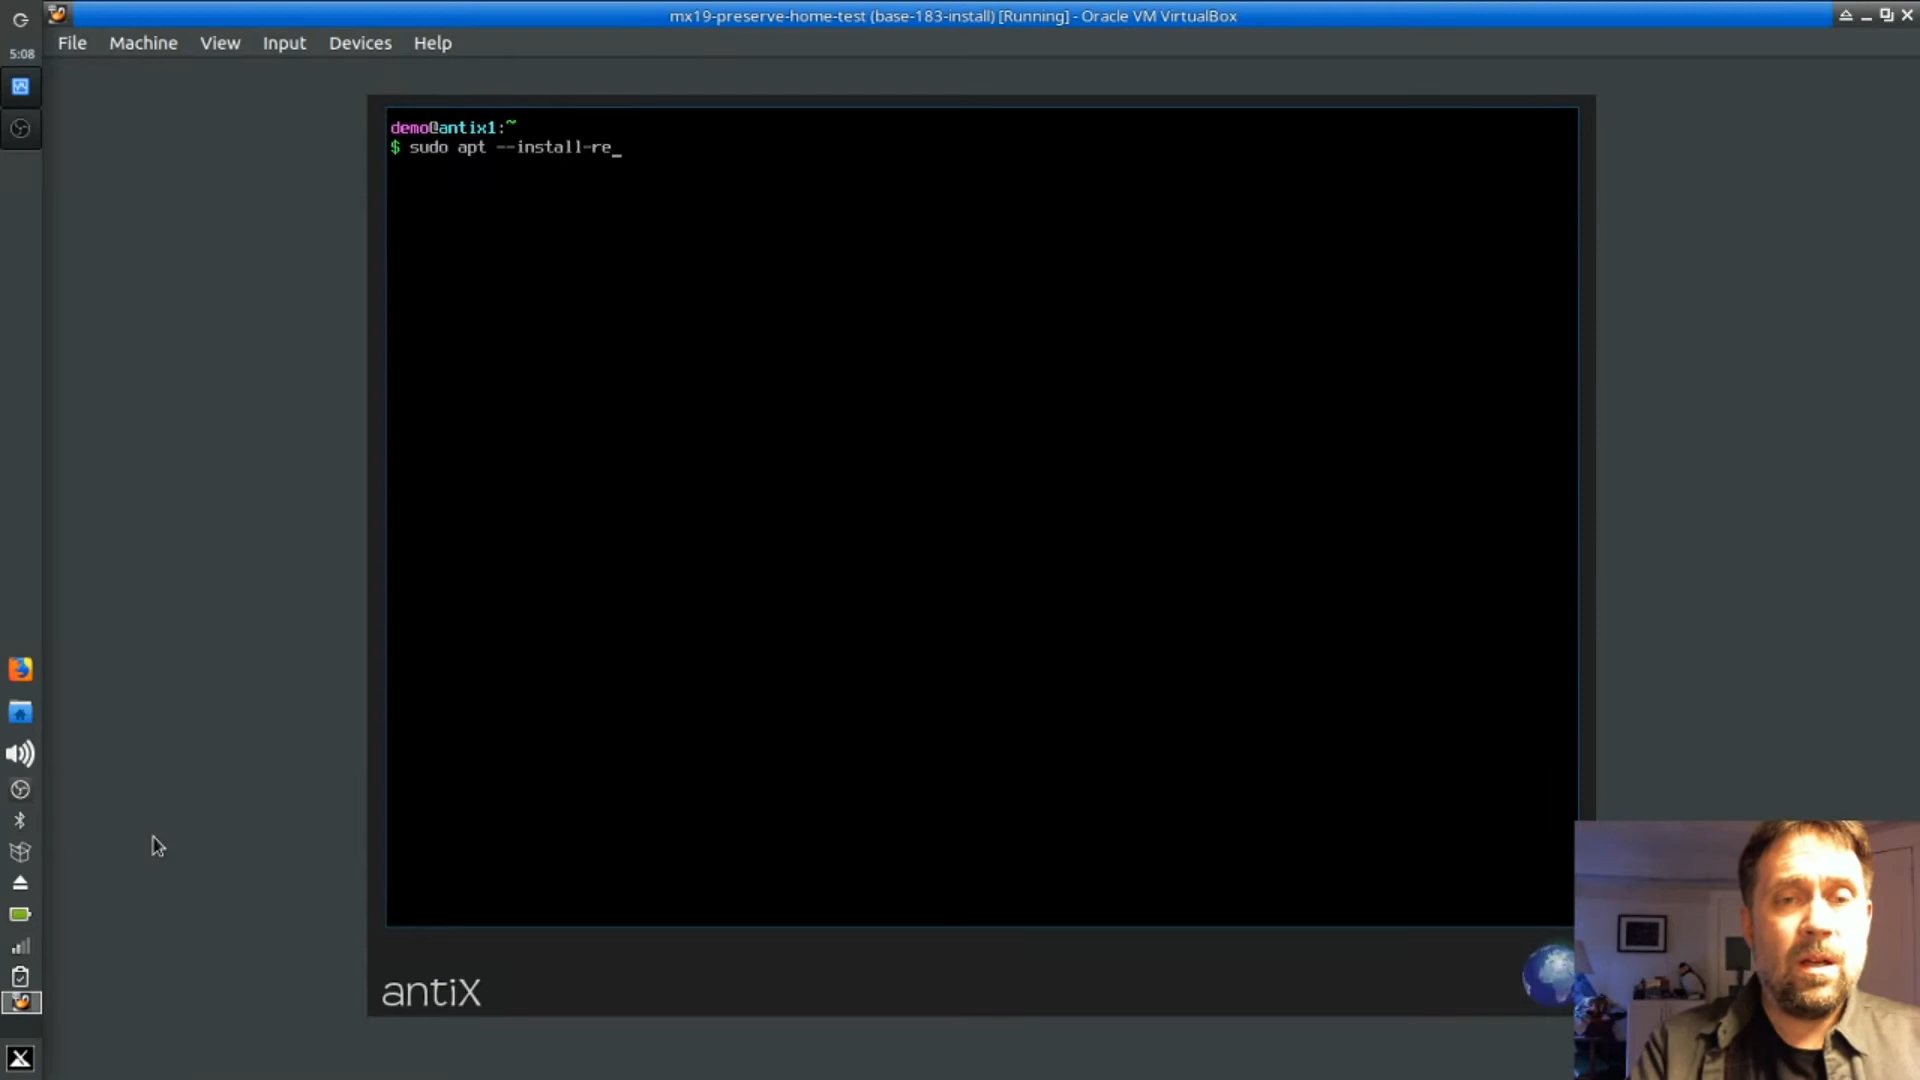 mx19-preserve-home-test (base-183-install) [Running] - Oracle VM VirtualBox
5:08
File Machine View Input Devices Help
demo@antix1:~
$ sudo apt --install-re_
antiX